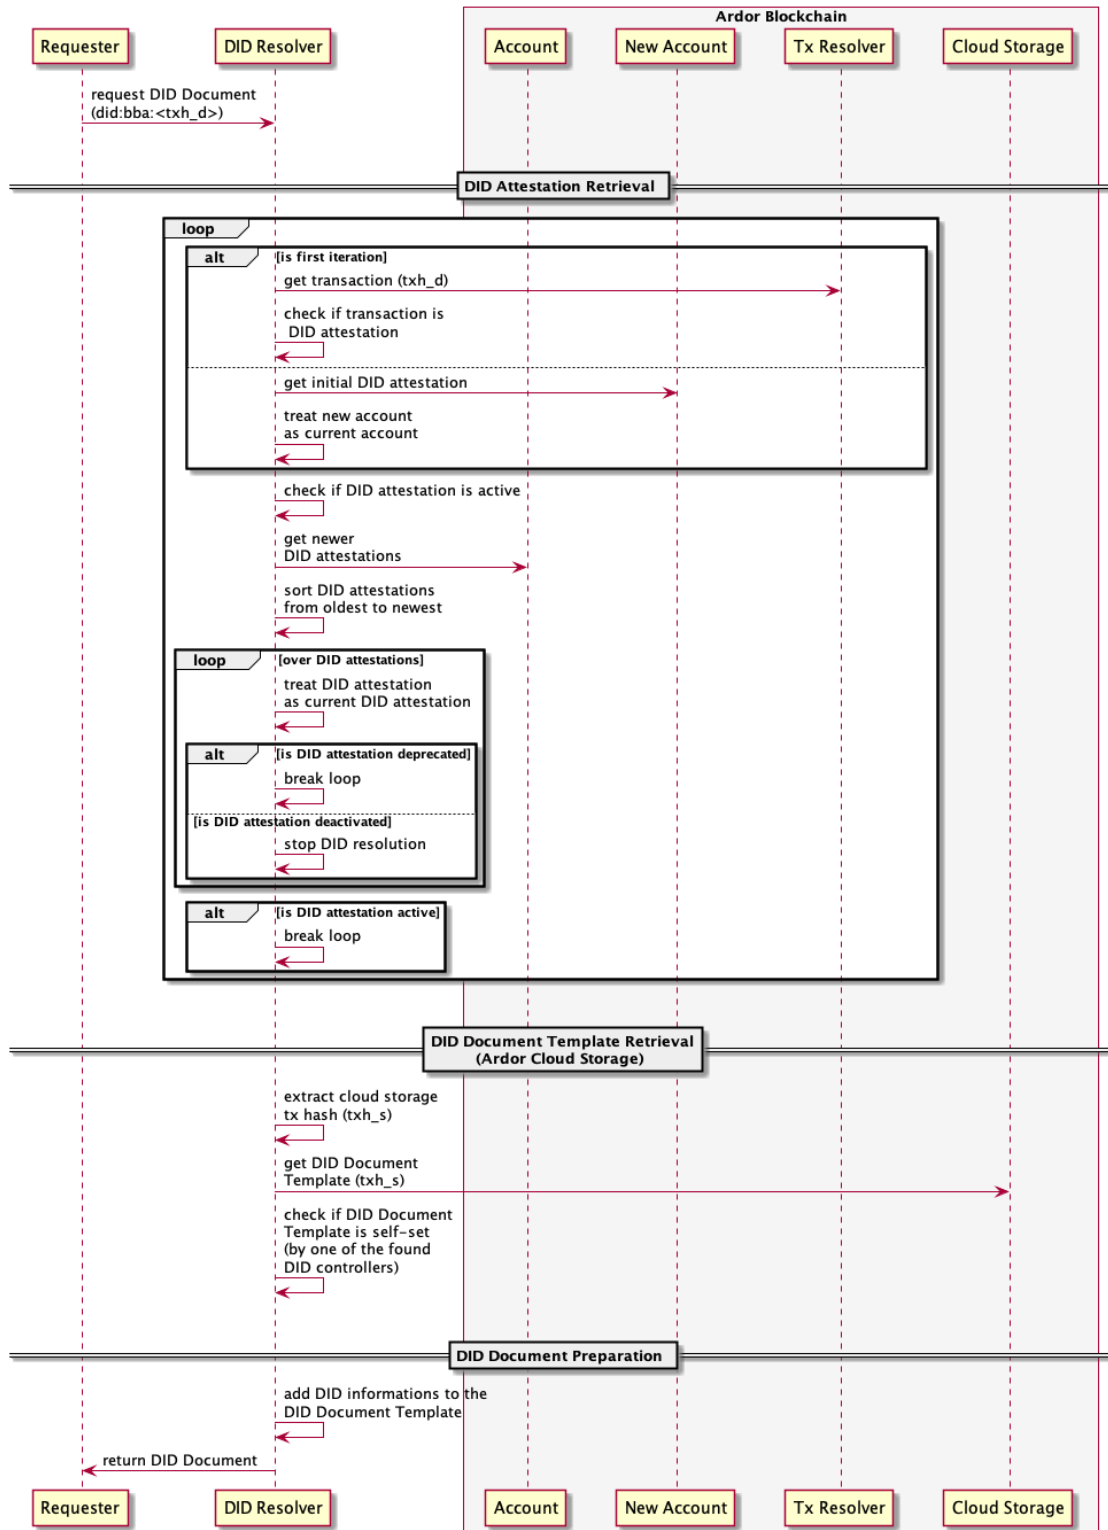 Ardor Blockchain
Requester
DID Resolver
Account
New Account
Tx Resolver
Cloud Storage
request DID Document
(did:bba:<txh_d>)
DID Attestation Retrieval
loop
alt
[is first iteration]
get transaction (txh_d)
check if transaction is
DID attestation
get initial DID attestation
treat new account
as current account
check if DID attestation is active
get newer
DID attestations
sort DID attestations
from oldest to newest
loop
[over DID attestations]
treat DID attestation
as current DID attestation
alt
[is DID attestation deprecated]
break loop
[is DID attestation deactivated]
stop DID resolution
alt
[is DID attestation active]
break loop
DID Document Template Retrieval
(Ardor Cloud Storage)
extract cloud storage
tx hash (txh_s)
get DID Document
Template (txh_s)
check if DID Document
Template is self-set
(by one of the found
DID controllers)
DID Document Preparation
add DID informations to the
DID Document Template
return DID Document
Requester
DID Resolver
Account
New Account
Tx Resolver
Cloud Storage